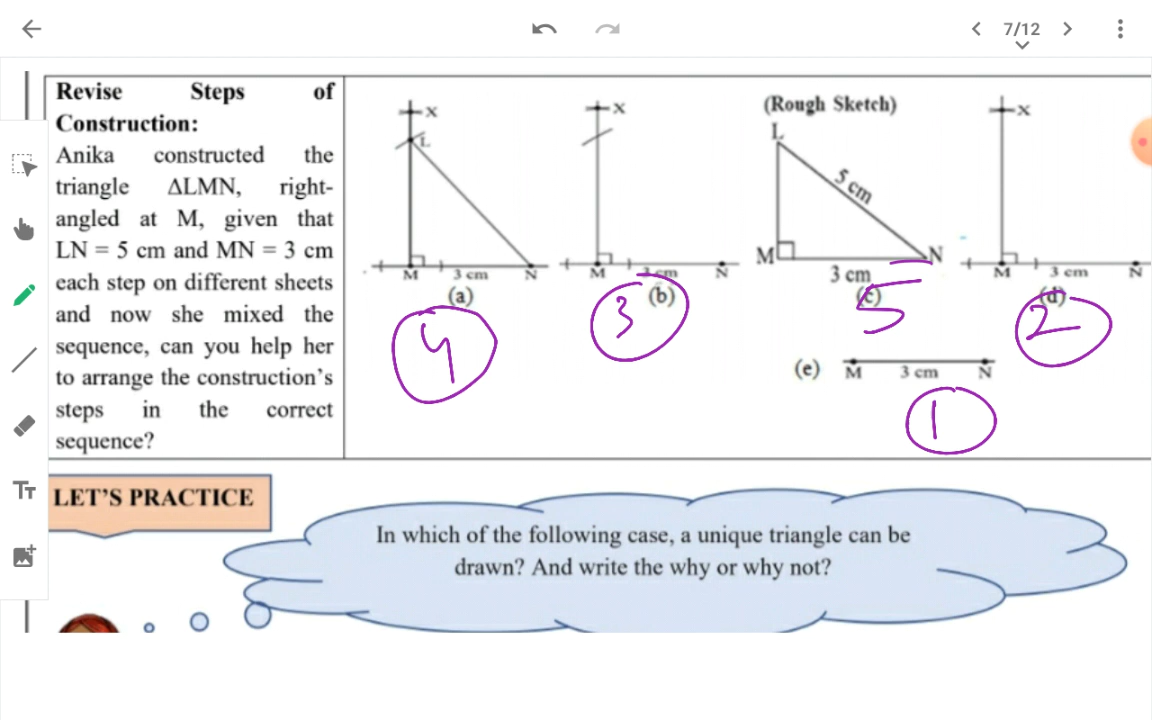 7/12
Revise Steps of
Construction:
Anika constructed the
triangle ΔLMN, right-
angled at M, given that
LN = 5 cm and MN = 3 cm
each step on different sheets
and now she mixed the
sequence, can you help her
to arrange the construction's
steps in the correct
sequence?
X
L
M 3 cm N
(a)
4
X
M 3 cm N
(b)
3
(Rough Sketch)
L
5 cm
M N
3 cm
(c)
5
X
M 3 cm N
(d)
2
(e) M 3 cm N
1
Tт
LET'S PRACTICE
In which of the following case, a unique triangle can be
drawn? And write the why or why not?